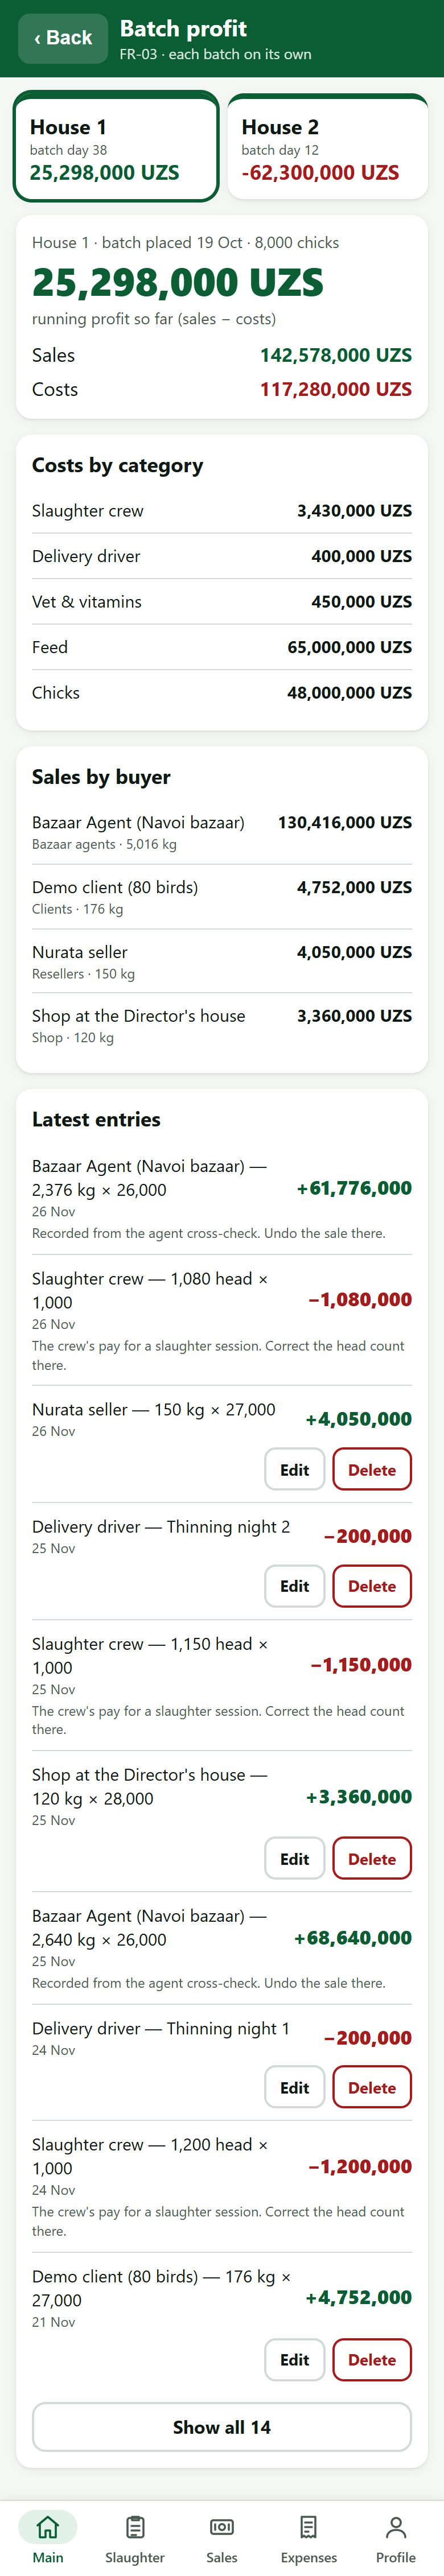 ‹ Back
Batch profit
FR-03 · each batch on its own
House 1
batch day 38
25,298,000 UZS
House 2
batch day 12
-62,300,000 UZS
House 1 · batch placed 19 Oct · 8,000 chicks
25,298,000 UZS
running profit so far (sales − costs)
Sales 142,578,000 UZS
Costs 117,280,000 UZS
Costs by category
Slaughter crew 3,430,000 UZS
Delivery driver 400,000 UZS
Vet & vitamins 450,000 UZS
Feed 65,000,000 UZS
Chicks 48,000,000 UZS
Sales by buyer
Bazaar Agent (Navoi bazaar) 130,416,000 UZS
Bazaar agents · 5,016 kg
Demo client (80 birds) 4,752,000 UZS
Clients · 176 kg
Nurata seller 4,050,000 UZS
Resellers · 150 kg
Shop at the Director's house 3,360,000 UZS
Shop · 120 kg
Latest entries
Bazaar Agent (Navoi bazaar) —
2,376 kg × 26,000
+61,776,000
26 Nov
Recorded from the agent cross-check. Undo the sale there.
Slaughter crew — 1,080 head ×
1,000
−1,080,000
26 Nov
The crew's pay for a slaughter session. Correct the head count
there.
Nurata seller — 150 kg × 27,000
+4,050,000
26 Nov
Edit Delete
Delivery driver — Thinning night 2
−200,000
25 Nov
Edit Delete
Slaughter crew — 1,150 head ×
1,000
−1,150,000
25 Nov
The crew's pay for a slaughter session. Correct the head count
there.
Shop at the Director's house —
120 kg × 28,000
+3,360,000
25 Nov
Edit Delete
Bazaar Agent (Navoi bazaar) —
2,640 kg × 26,000
+68,640,000
25 Nov
Recorded from the agent cross-check. Undo the sale there.
Delivery driver — Thinning night 1
−200,000
24 Nov
Edit Delete
Slaughter crew — 1,200 head ×
1,000
−1,200,000
24 Nov
The crew's pay for a slaughter session. Correct the head count
there.
Demo client (80 birds) — 176 kg ×
27,000
+4,752,000
21 Nov
Edit Delete
Show all 14
Main Slaughter Sales Expenses Profile